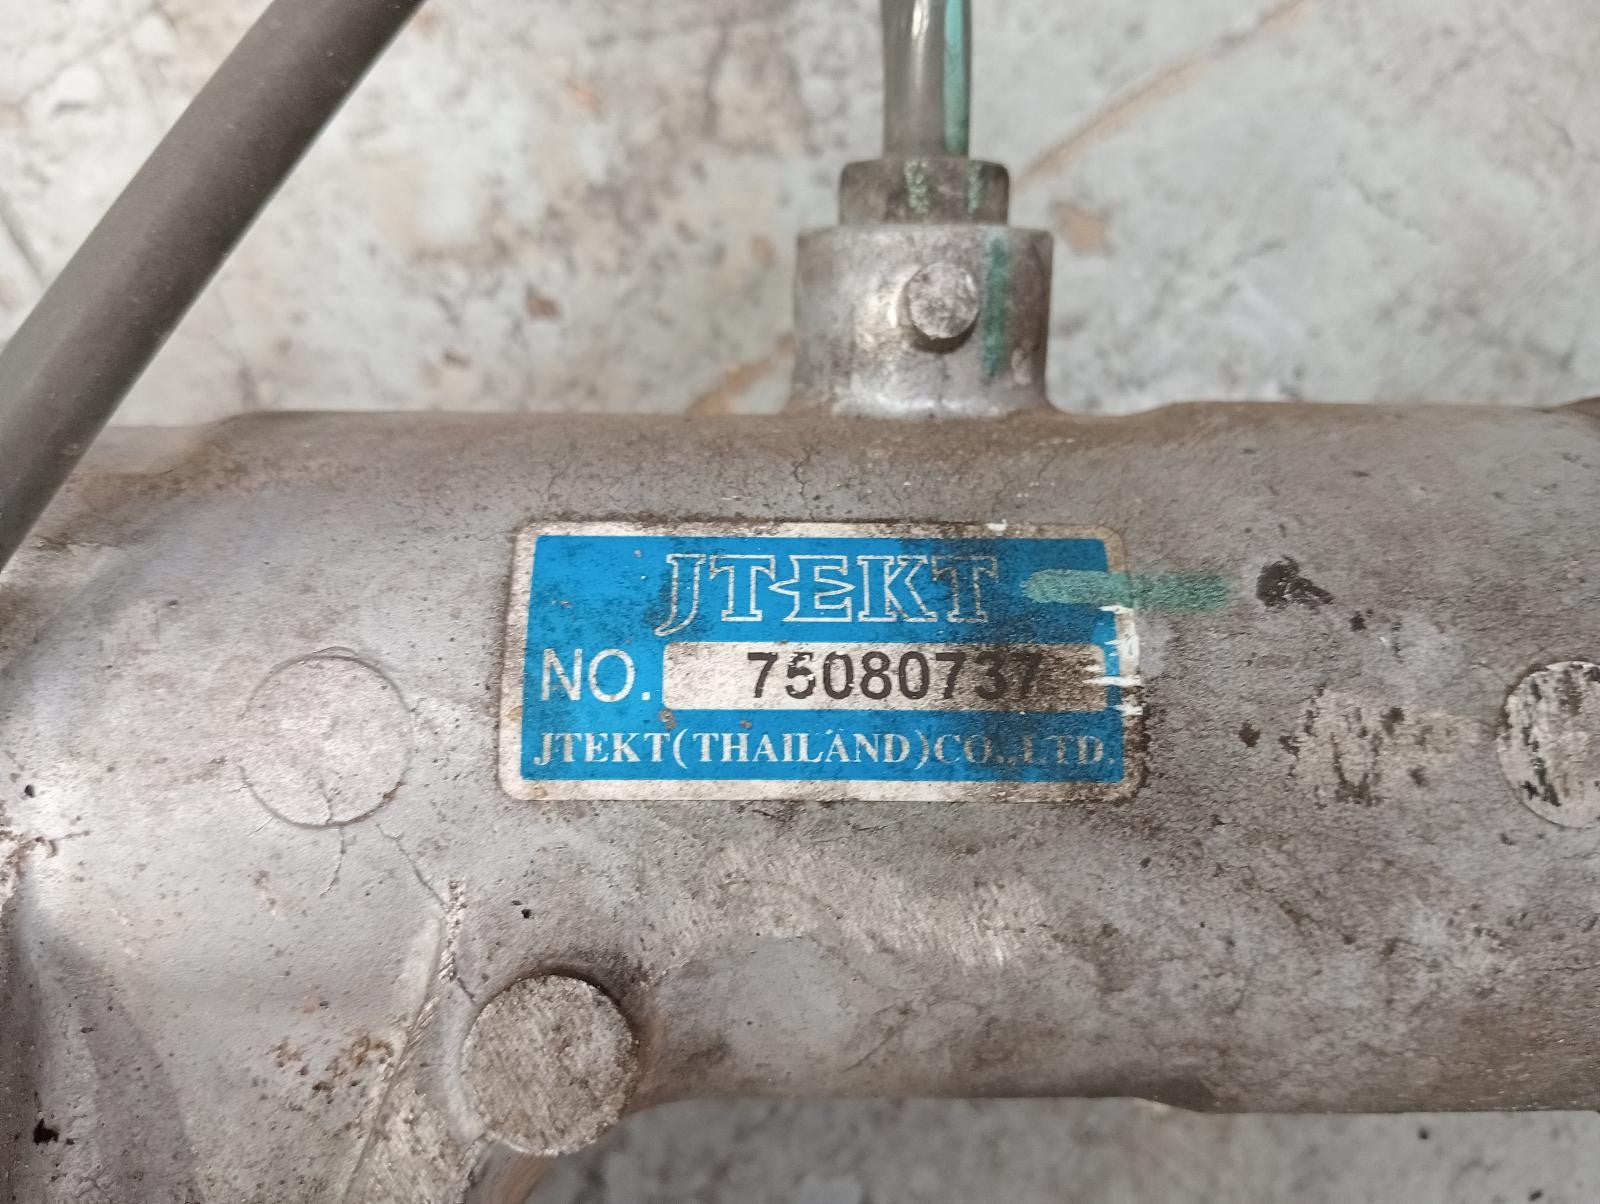 JTEKT
NO. 75080737
JTEKT(THAILAND)CO.,LTD.